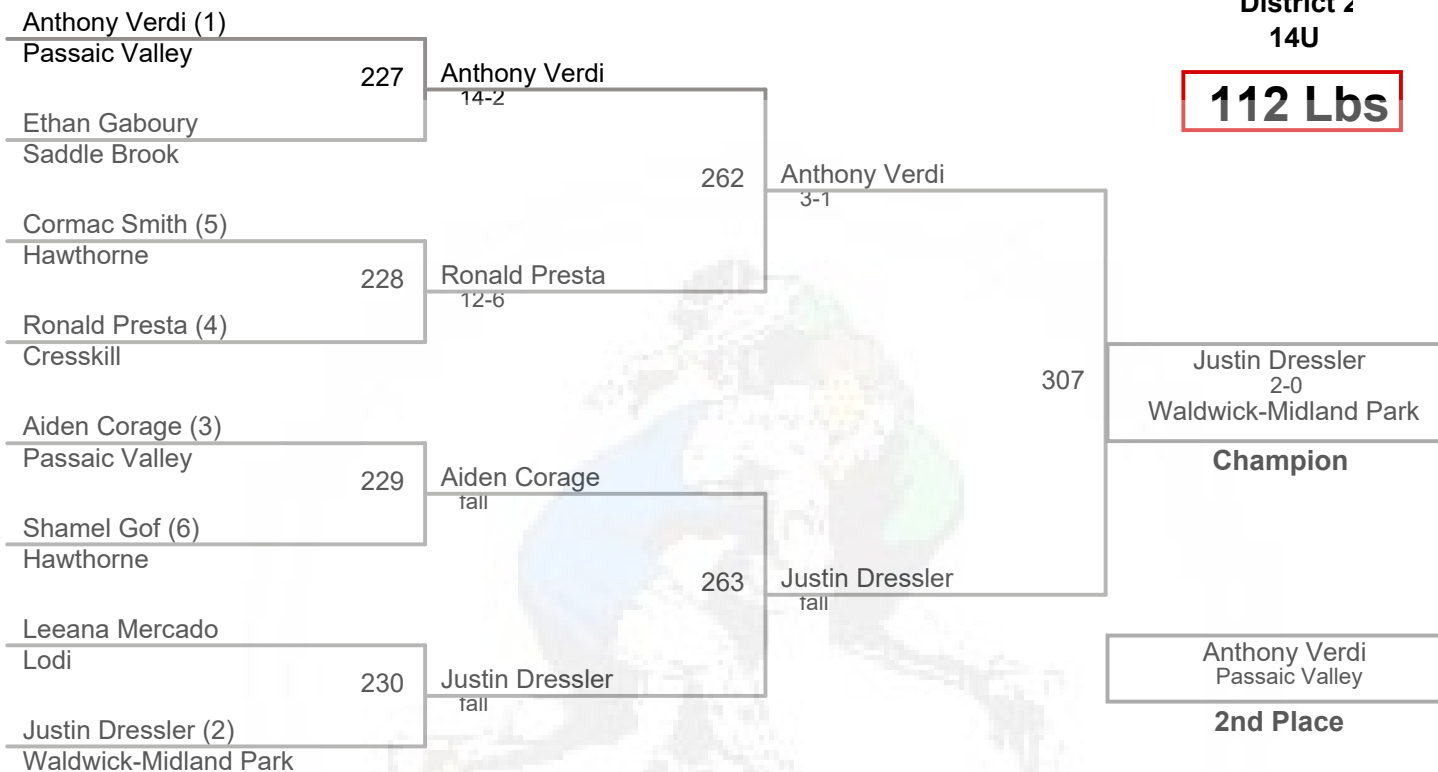 District 2
14U
112 Lbs
Anthony Verdi (1)
Passaic Valley
227
Ethan Gaboury
Saddle Brook
Cormac Smith (5)
Hawthorne
228
Ronald Presta (4)
Cresskill
Aiden Corage (3)
Passaic Valley
229
Shamel Gof (6)
Hawthorne
Leeana Mercado
Lodi
230
Justin Dressler (2)
Waldwick-Midland Park
Anthony Verdi
14-2
262
Ronald Presta
12-6
Aiden Corage
fall
263
Justin Dressler
fall
Anthony Verdi
3-1
307
Justin Dressler
fall
Justin Dressler
2-0
Waldwick-Midland Park
Champion
Anthony Verdi
Passaic Valley
2nd Place